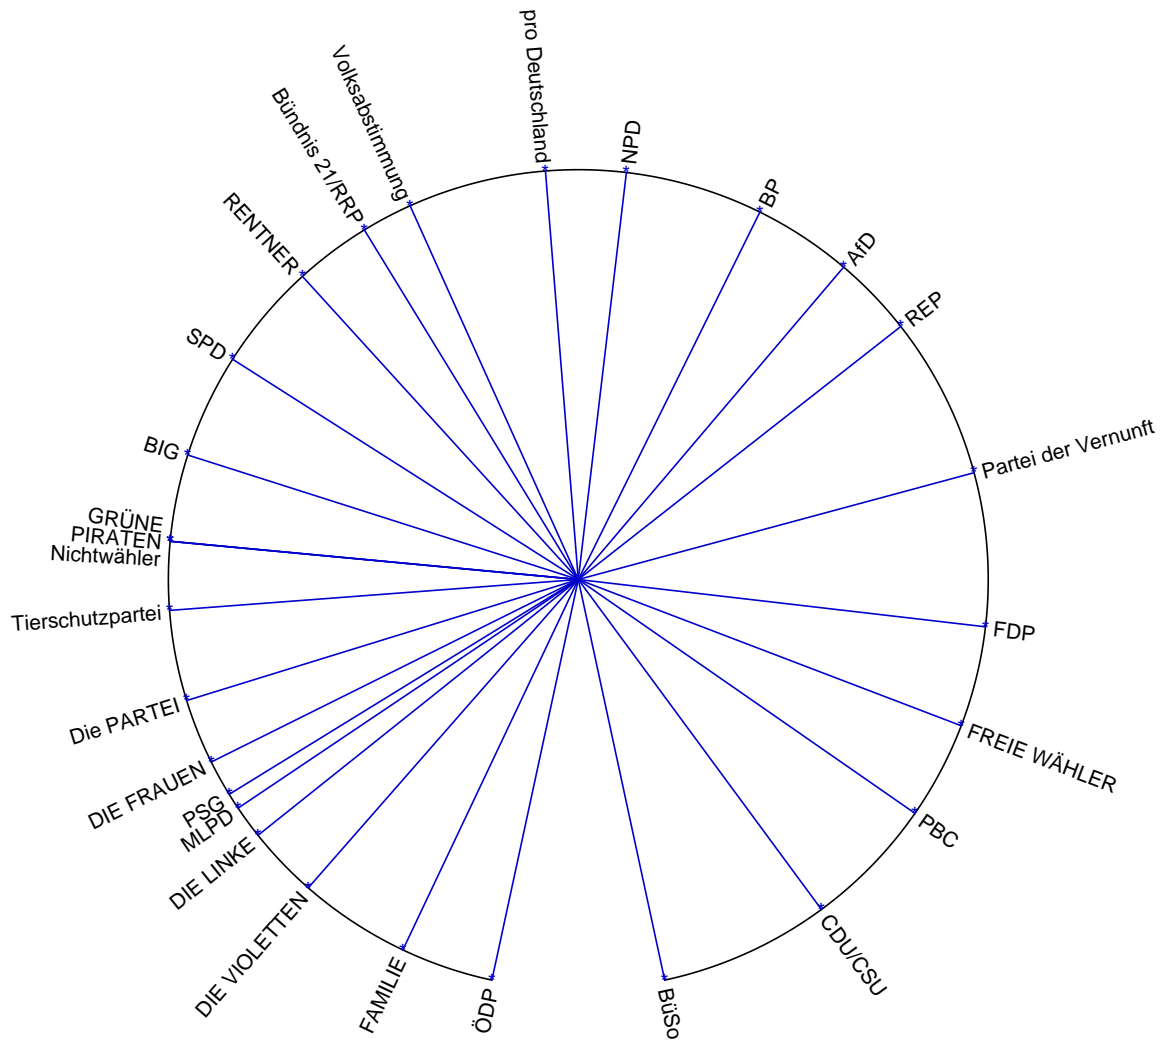 pro Deutschland
NPD
Volksabstimmung
Bündnis 21/RRP
BP
AfD
RENTNER
REP
SPD
BIG
Partei der Vernunft
GRÜNE
PIRATEN
Nichtwähler
Tierschutzpartei
FDP
Die PARTEI
FREIE WÄHLER
DIE FRAUEN
PSG
MLPD
PBC
DIE LINKE
DIE VIOLETTEN
CDU/CSU
FAMILIE
ÖDP
BüSo